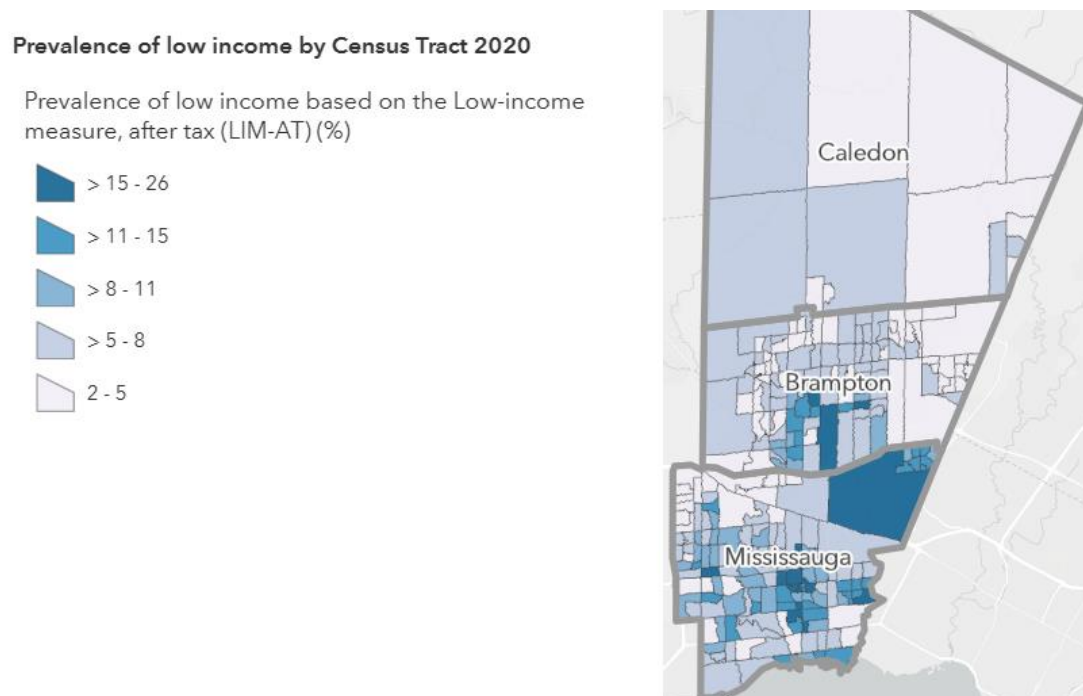 Prevalence of low income by Census Tract 2020
Prevalence of low income based on the Low-income
measure, after tax (LIM-AT) (%)
> 15 - 26
> 11 - 15
> 8 - 11
> 5 - 8
2 - 5
Caledon
Brampton
Mississauga